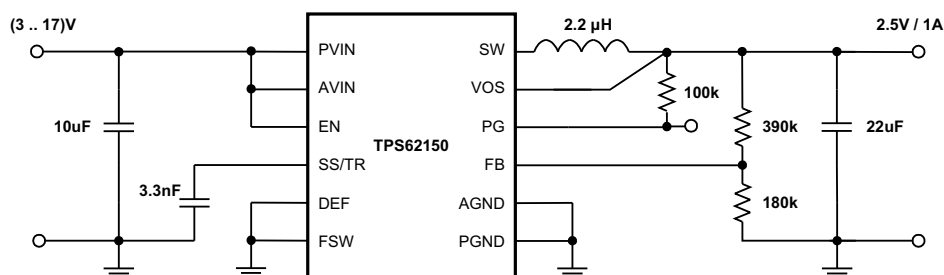 (3 .. 17)V
2.2 µH
2.5V / 1A
PVIN
SW
AVIN
VOS
100k
10uF
EN
PG
390k
22uF
TPS62150
SS/TR
FB
3.3nF
180k
DEF
AGND
FSW
PGND